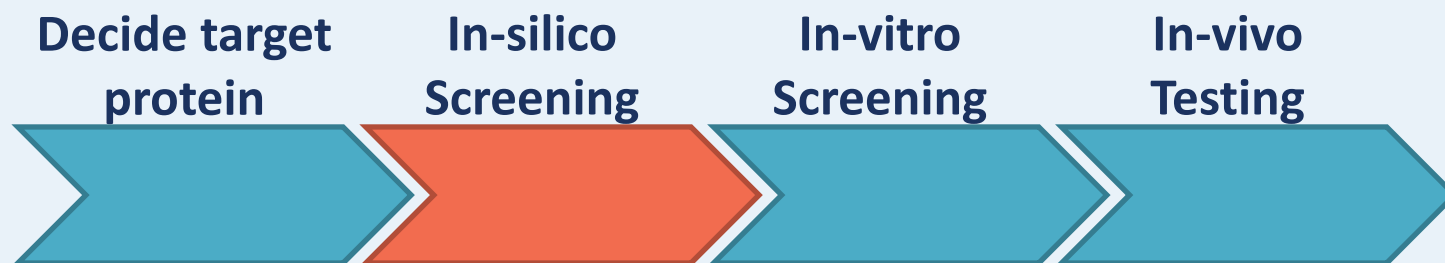 Decide target
protein
In-silico
Screening
In-vitro
Screening
In-vivo
Testing